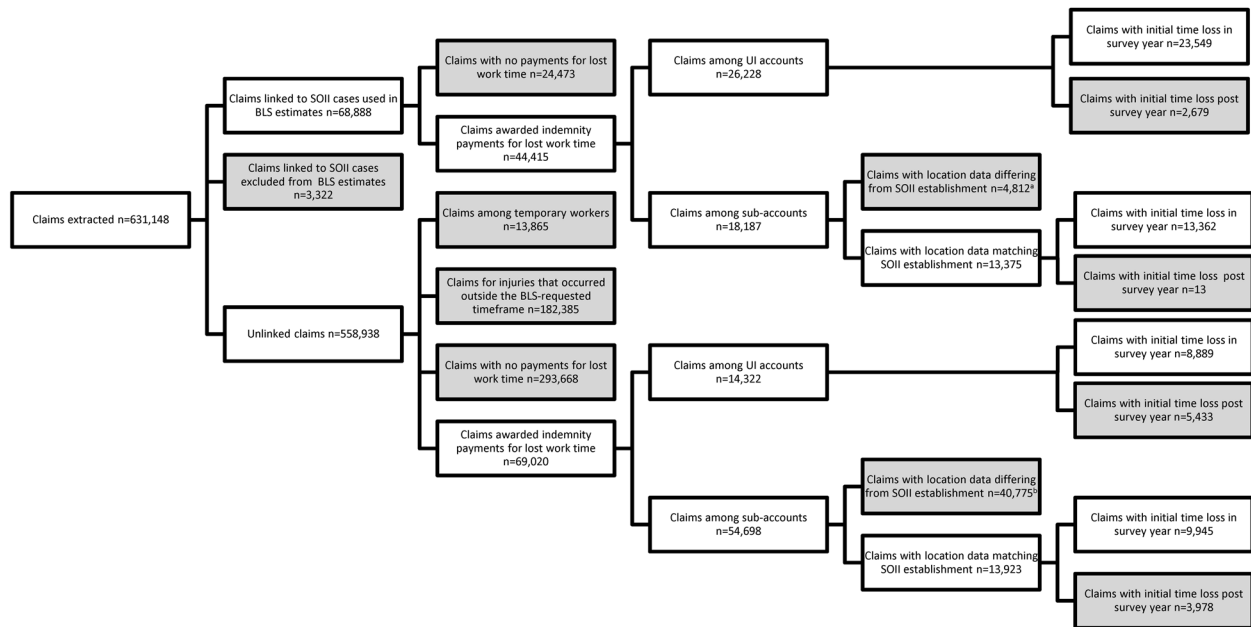 Claims extracted n=631,148
Claims linked to SOII cases used in
BLS estimates n=68,888
Claims linked to SOII cases
excluded from BLS estimates
n=3,322
Unlinked claims n=558,938
Claims with no payments for lost
work time n=24,473
Claims awarded indemnity
payments for lost work time
n=44,415
Claims among temporary workers
n=13,865
Claims for injuries that occurred
outside the BLS-requested
timeframe n=182,385
Claims with no payments for lost
work time n=293,668
Claims awarded indemnity
payments for lost work time
n=69,020
Claims among UI accounts
n=26,228
Claims among sub-accounts
n=18,187
Claims among UI accounts
n=14,322
Claims among sub-accounts
n=54,698
Claims with location data differing
from SOII establishment n=4,812ᵃ
Claims with location data matching
SOII establishment n=13,375
Claims with location data differing
from SOII establishment n=40,775ᵇ
Claims with location data matching
SOII establishment n=13,923
Claims with initial time loss in
survey year n=23,549
Claims with initial time loss post
survey year n=2,679
Claims with initial time loss in
survey year n=13,362
Claims with initial time loss post
survey year n=13
Claims with initial time loss in
survey year n=8,889
Claims with initial time loss post
survey year n=5,433
Claims with initial time loss in
survey year n=9,945
Claims with initial time loss post
survey year n=3,978